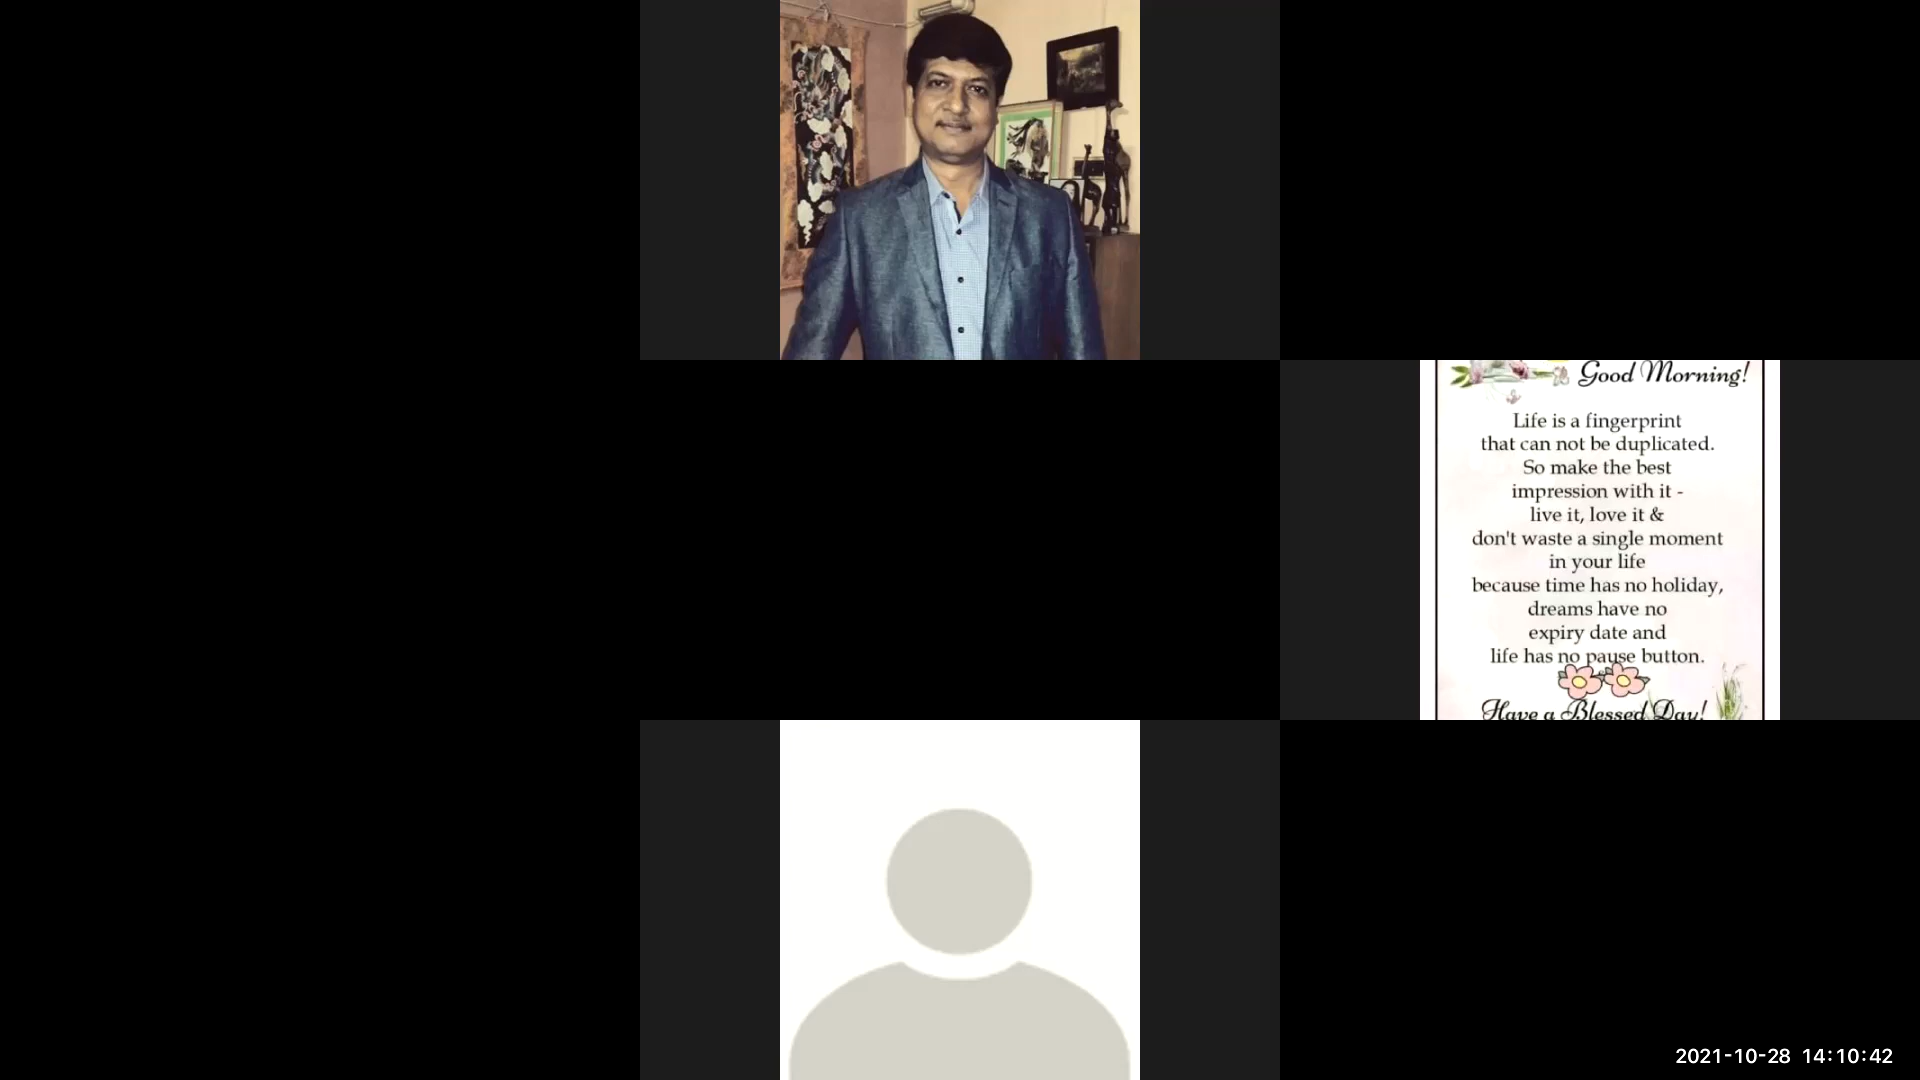 Good Morning!
Life is a fingerprint
that can not be duplicated.
So make the best
impression with it -
live it, love it &
don't waste a single moment
in your life
because time has no holiday,
dreams have no
expiry date and
life has no pause button.
Have a Blessed Day!
2021-10-28 14:10:42